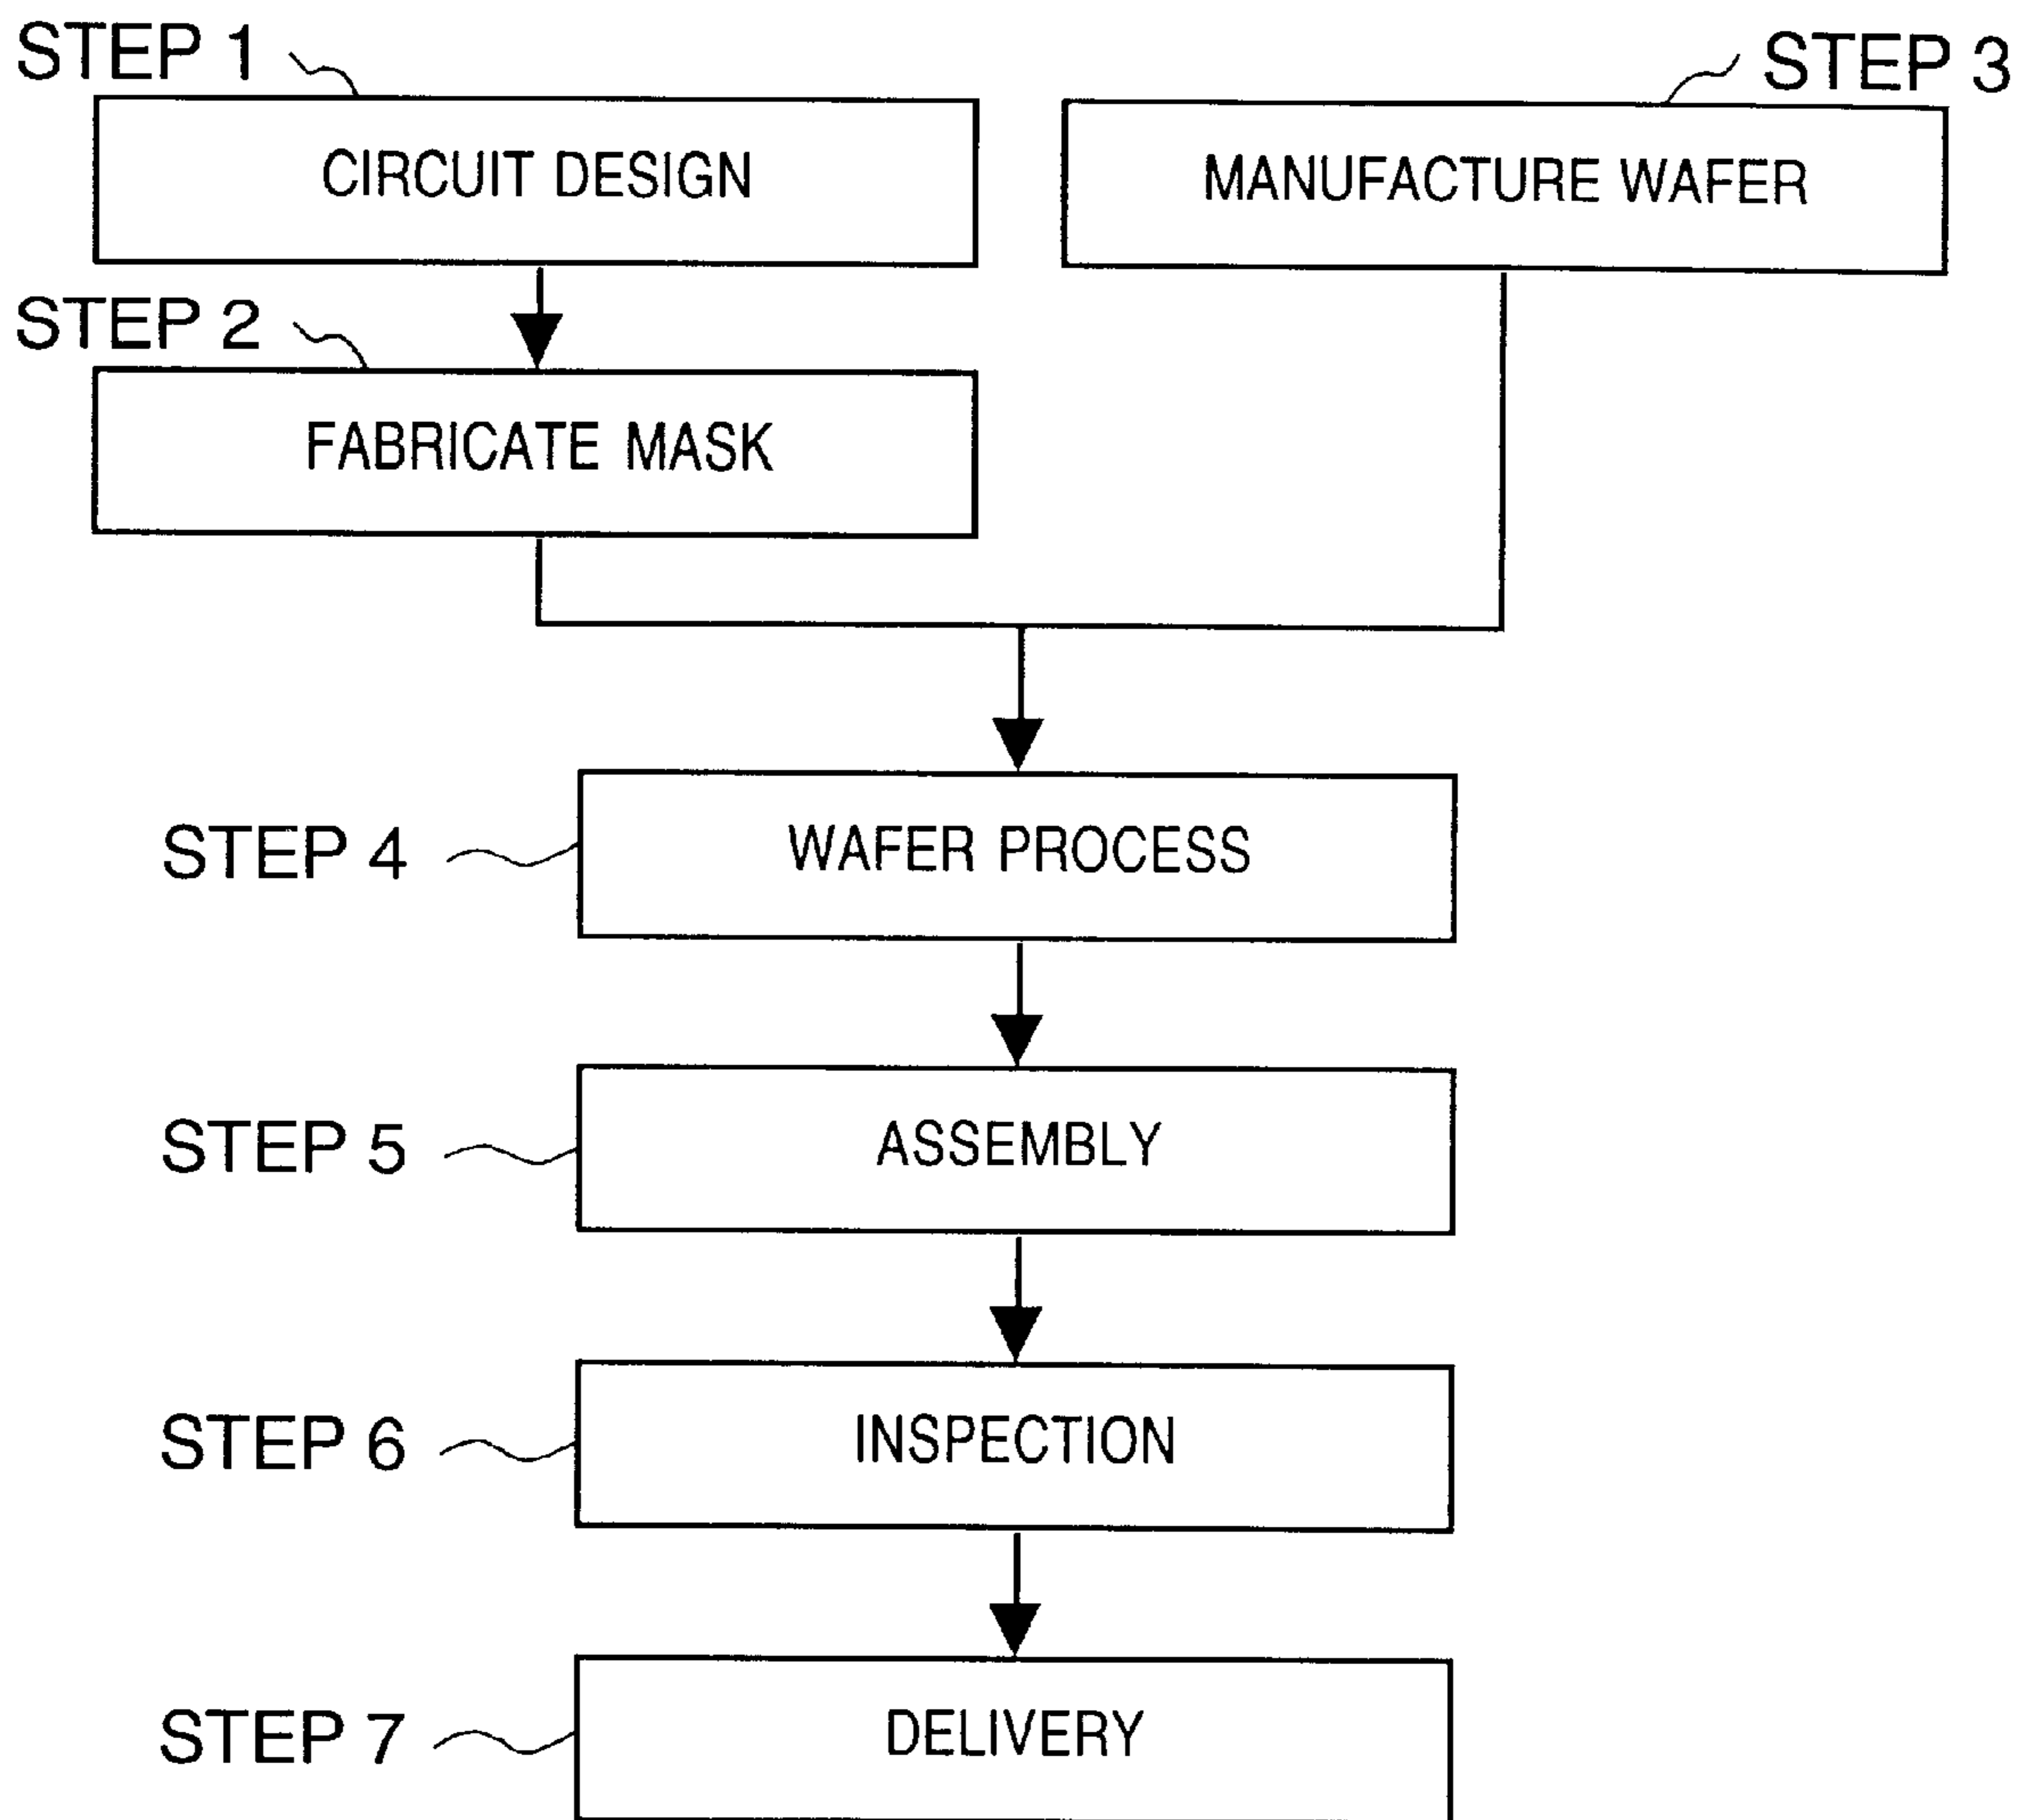 STEP 1
STEP 3
CIRCUIT DESIGN
MANUFACTURE WAFER
STEP 2
FABRICATE MASK
STEP 4
WAFER PROCESS
STEP 5
ASSEMBLY
STEP 6
INSPECTION
STEP 7
DELIVERY